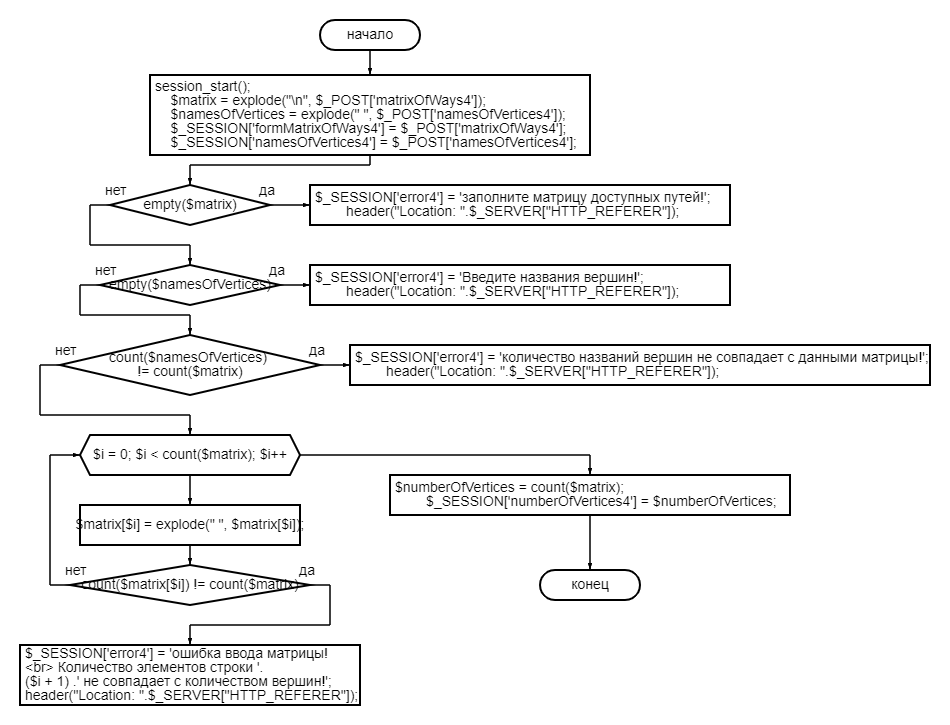 начало
session_start();
$matrix = explode("\n", $_POST['matrixOfWays4']);
$namesOfVertices = explode(" ", $_POST['namesOfVertices4']);
$_SESSION['formMatrixOfWays4'] = $_POST['matrixOfWays4'];
$_SESSION['namesOfVertices4'] = $_POST['namesOfVertices4'];
нет
да
empty($matrix)
$_SESSION['error4'] = 'заполните матрицу доступных путей!';
header("Location: ".$_SERVER["HTTP_REFERER"]);
нет
да
empty($namesOfVertices)
$_SESSION['error4'] = 'Введите названия вершин!';
header("Location: ".$_SERVER["HTTP_REFERER"]);
нет
да
count($namesOfVertices)
!= count($matrix)
$_SESSION['error4'] = 'количество названий вершин не совпадает с данными матрицы!';
header("Location: ".$_SERVER["HTTP_REFERER"]);
$i = 0; $i < count($matrix); $i++
$numberOfVertices = count($matrix);
$_SESSION['numberOfVertices4'] = $numberOfVertices;
$matrix[$i] = explode(" ", $matrix[$i]);
нет
да
count($matrix[$i]) != count($matrix)
конец
$_SESSION['error4'] = 'ошибка ввода матрицы!
<br> Количество элементов строки '.
($i + 1) .' не совпадает с количеством вершин!';
header("Location: ".$_SERVER["HTTP_REFERER"]);